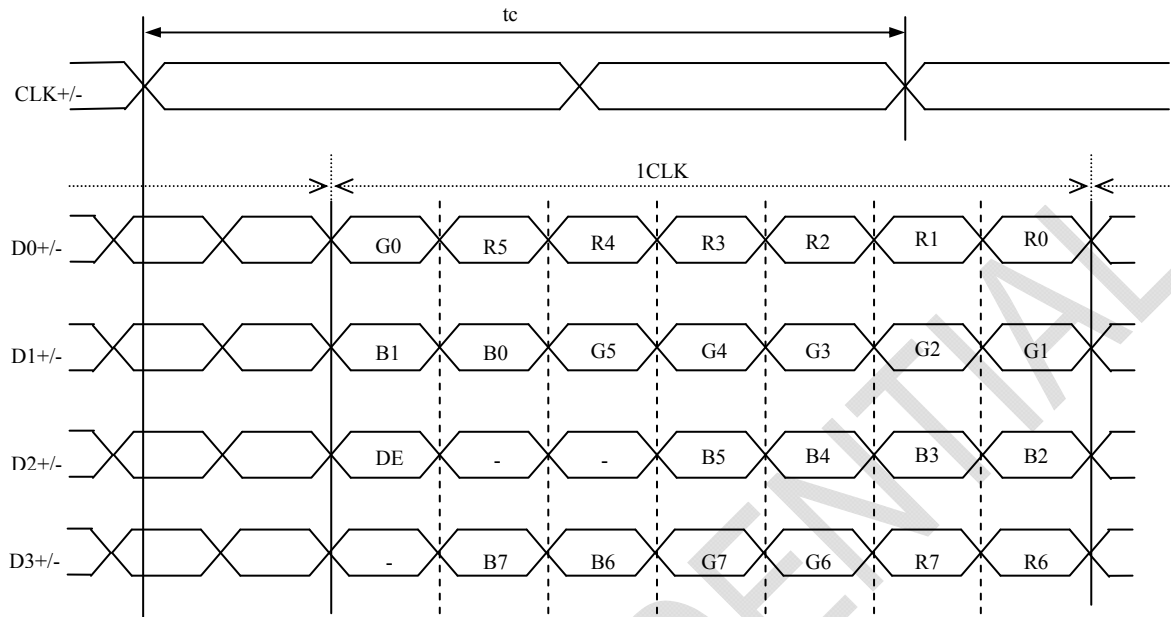 tc
CLK+/-
1CLK
D0+/- G0 R5 R4 R3 R2 R1 R0
D1+/- B1 B0 G5 G4 G3 G2 G1
D2+/- DE - - B5 B4 B3 B2
D3+/- - B7 B6 G7 G6 R7 R6
ENTIAL